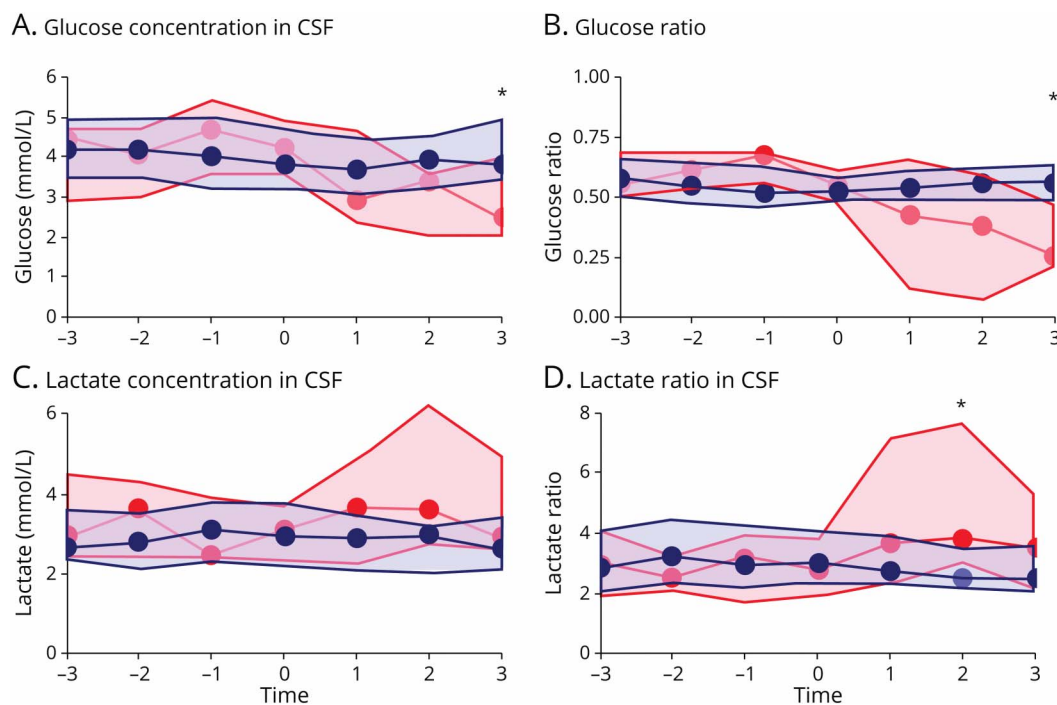 A. Glucose concentration in CSF
6
5
4
3
2
1
0
Glucose (mmol/L)
*
–3 –2 –1 0 1 2 3
B. Glucose ratio
1.00
0.75
0.50
0.25
0.00
Glucose ratio
*
–3 –2 –1 0 1 2 3
C. Lactate concentration in CSF
6
4
2
0
Lactate (mmol/L)
–3 –2 –1 0 1 2 3
Time
D. Lactate ratio in CSF
8
6
4
2
0
Lactate ratio
*
–3 –2 –1 0 1 2 3
Time